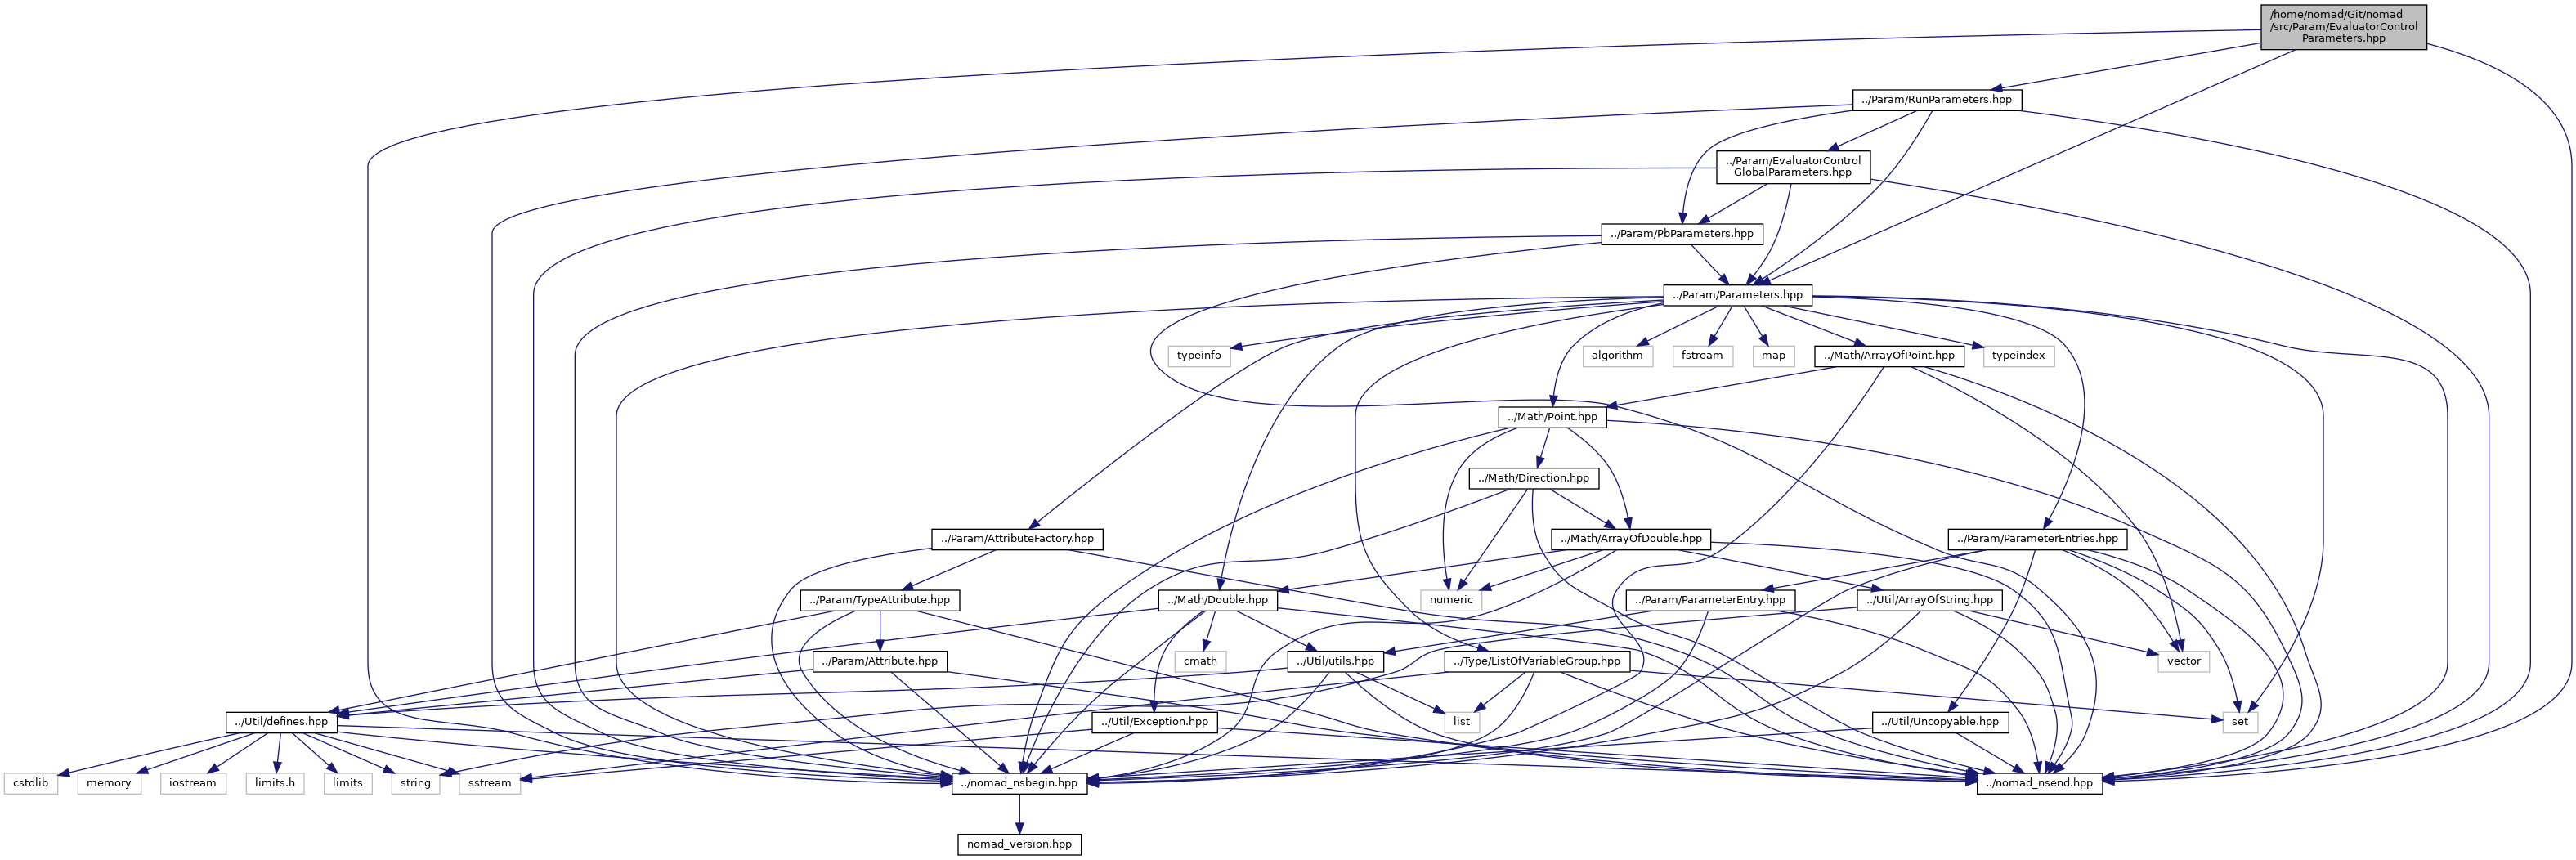 /home/nomad/Git/nomad
/src/Param/EvaluatorControl
Parameters.hpp
../Param/RunParameters.hpp
../Param/EvaluatorControl
GlobalParameters.hpp
../Param/PbParameters.hpp
../Param/Parameters.hpp
typeinfo
algorithm
fstream
map
../Math/ArrayOfPoint.hpp
typeindex
../Math/Point.hpp
../Math/Direction.hpp
../Param/AttributeFactory.hpp
../Math/ArrayOfDouble.hpp
../Param/ParameterEntries.hpp
../Param/TypeAttribute.hpp
../Math/Double.hpp
numeric
../Param/ParameterEntry.hpp
../Util/ArrayOfString.hpp
../Param/Attribute.hpp
cmath
../Util/utils.hpp
../Type/ListOfVariableGroup.hpp
vector
../Util/defines.hpp
../Util/Exception.hpp
list
../Util/Uncopyable.hpp
set
cstdlib
memory
iostream
limits.h
limits
string
sstream
../nomad_nsbegin.hpp
../nomad_nsend.hpp
nomad_version.hpp